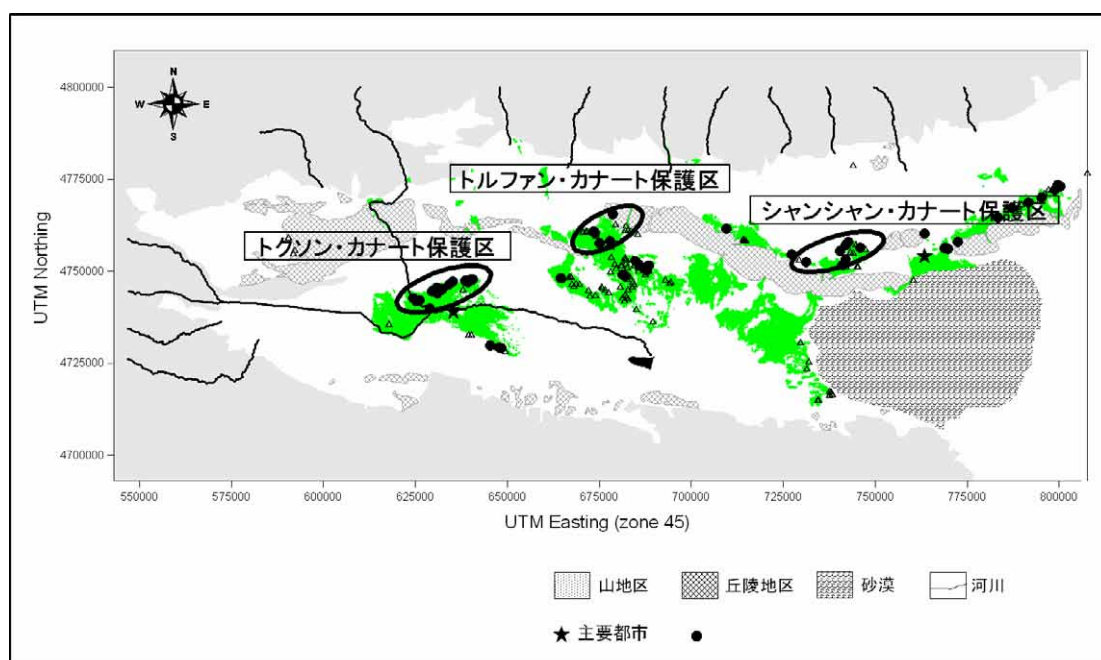 N
W E
S
トルファン・カナート保護区
シャンシャン・カナート保護区
トクソン・カナート保護区
UTM Northing
4800000
4775000
4750000
4725000
4700000
550000 575000 600000 625000 650000 675000 700000 725000 750000 775000 800000
UTM Easting (zone 45)
山地区 丘陵地区 砂漠 河川
主要都市